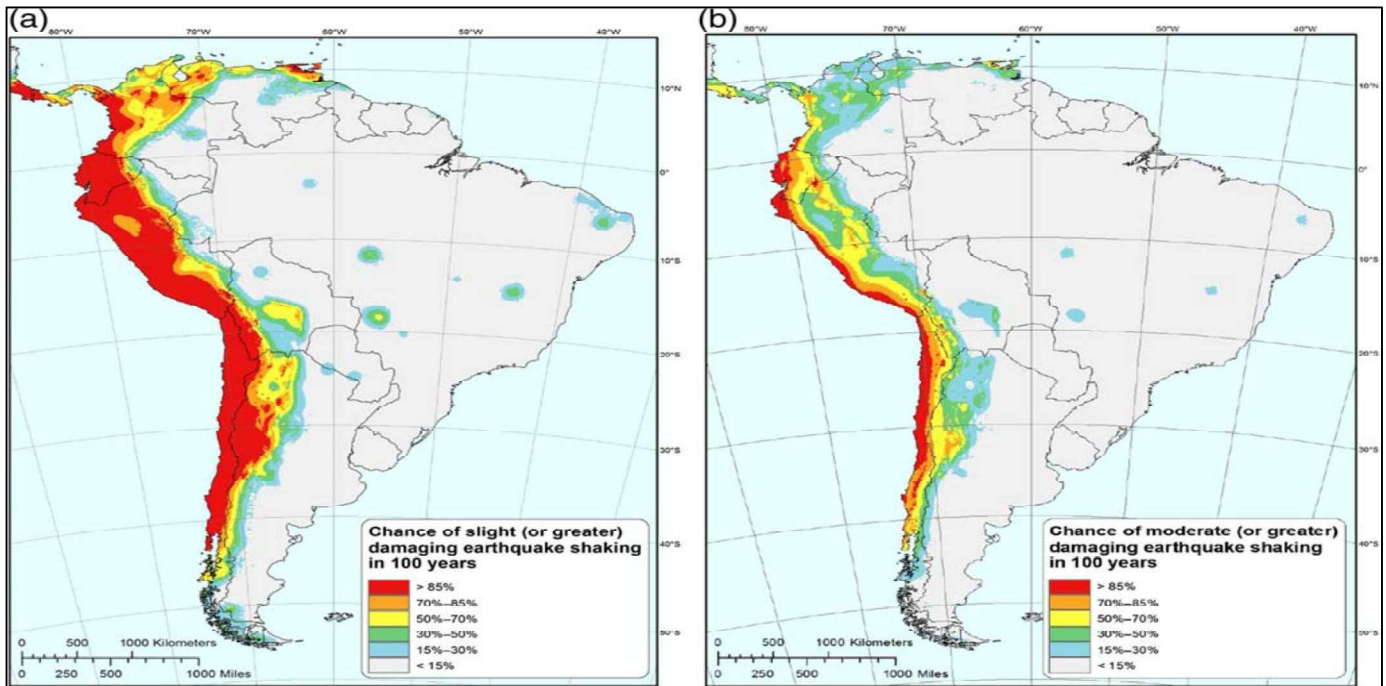 (a)
80°W 70°W 60°W 50°W 40°W
10°N
0°
10°S
20°S
30°S
40°S
50°S
Chance of slight (or greater)
damaging earthquake shaking
in 100 years
> 85%
70%–85%
50%–70%
30%–50%
15%–30%
< 15%
0 500 1000 Kilometers
0 250 500 1000 Miles
(b)
80°W 70°W 60°W 50°W 40°W
10°N
0°
10°S
20°S
30°S
40°S
50°S
Chance of moderate (or greater)
damaging earthquake shaking
in 100 years
> 85%
70%–85%
50%–70%
30%–50%
15%–30%
< 15%
0 500 1000 Kilometers
0 250 500 1000 Miles